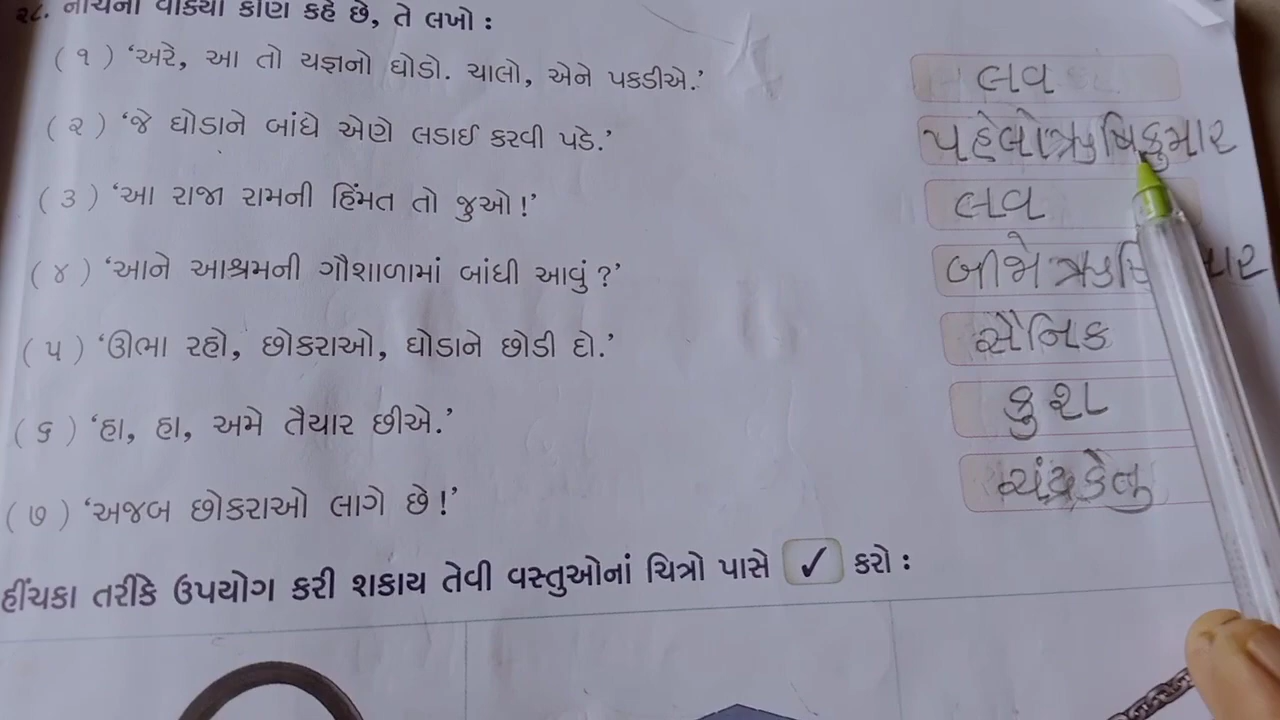 ૨૮. નીચેનાં વાક્યો કોણ કહે છે, તે લખો :
(૧) ‘અરે, આ તો યજ્ઞનો ઘોડો. ચાલો, એને પકડીએ.’ લવ
(૨) ‘જે ઘોડાને બાંધે એણે લડાઈ કરવી પડે.’ પહેલો ઋષિકુમાર
(૩) ‘આ રાજા રામની હિંમત તો જુઓ!’ લવ
(૪) ‘આને આશ્રમની ગૌશાળામાં બાંધી આવું?’ બીજો
(૫) ‘ઊભા રહો, છોકરાઓ, ઘોડાને છોડી દો.’ સૈનિક
(૬) ‘હા, હા, અમે તૈયાર છીએ.’ કુશ
(૭) ‘અજબ છોકરાઓ લાગે છે!’ ચંદ્રકેતુ
હીંચકા તરીકે ઉપયોગ કરી શકાય તેવી વસ્તુઓનાં ચિત્રો પાસે ✓ કરો :